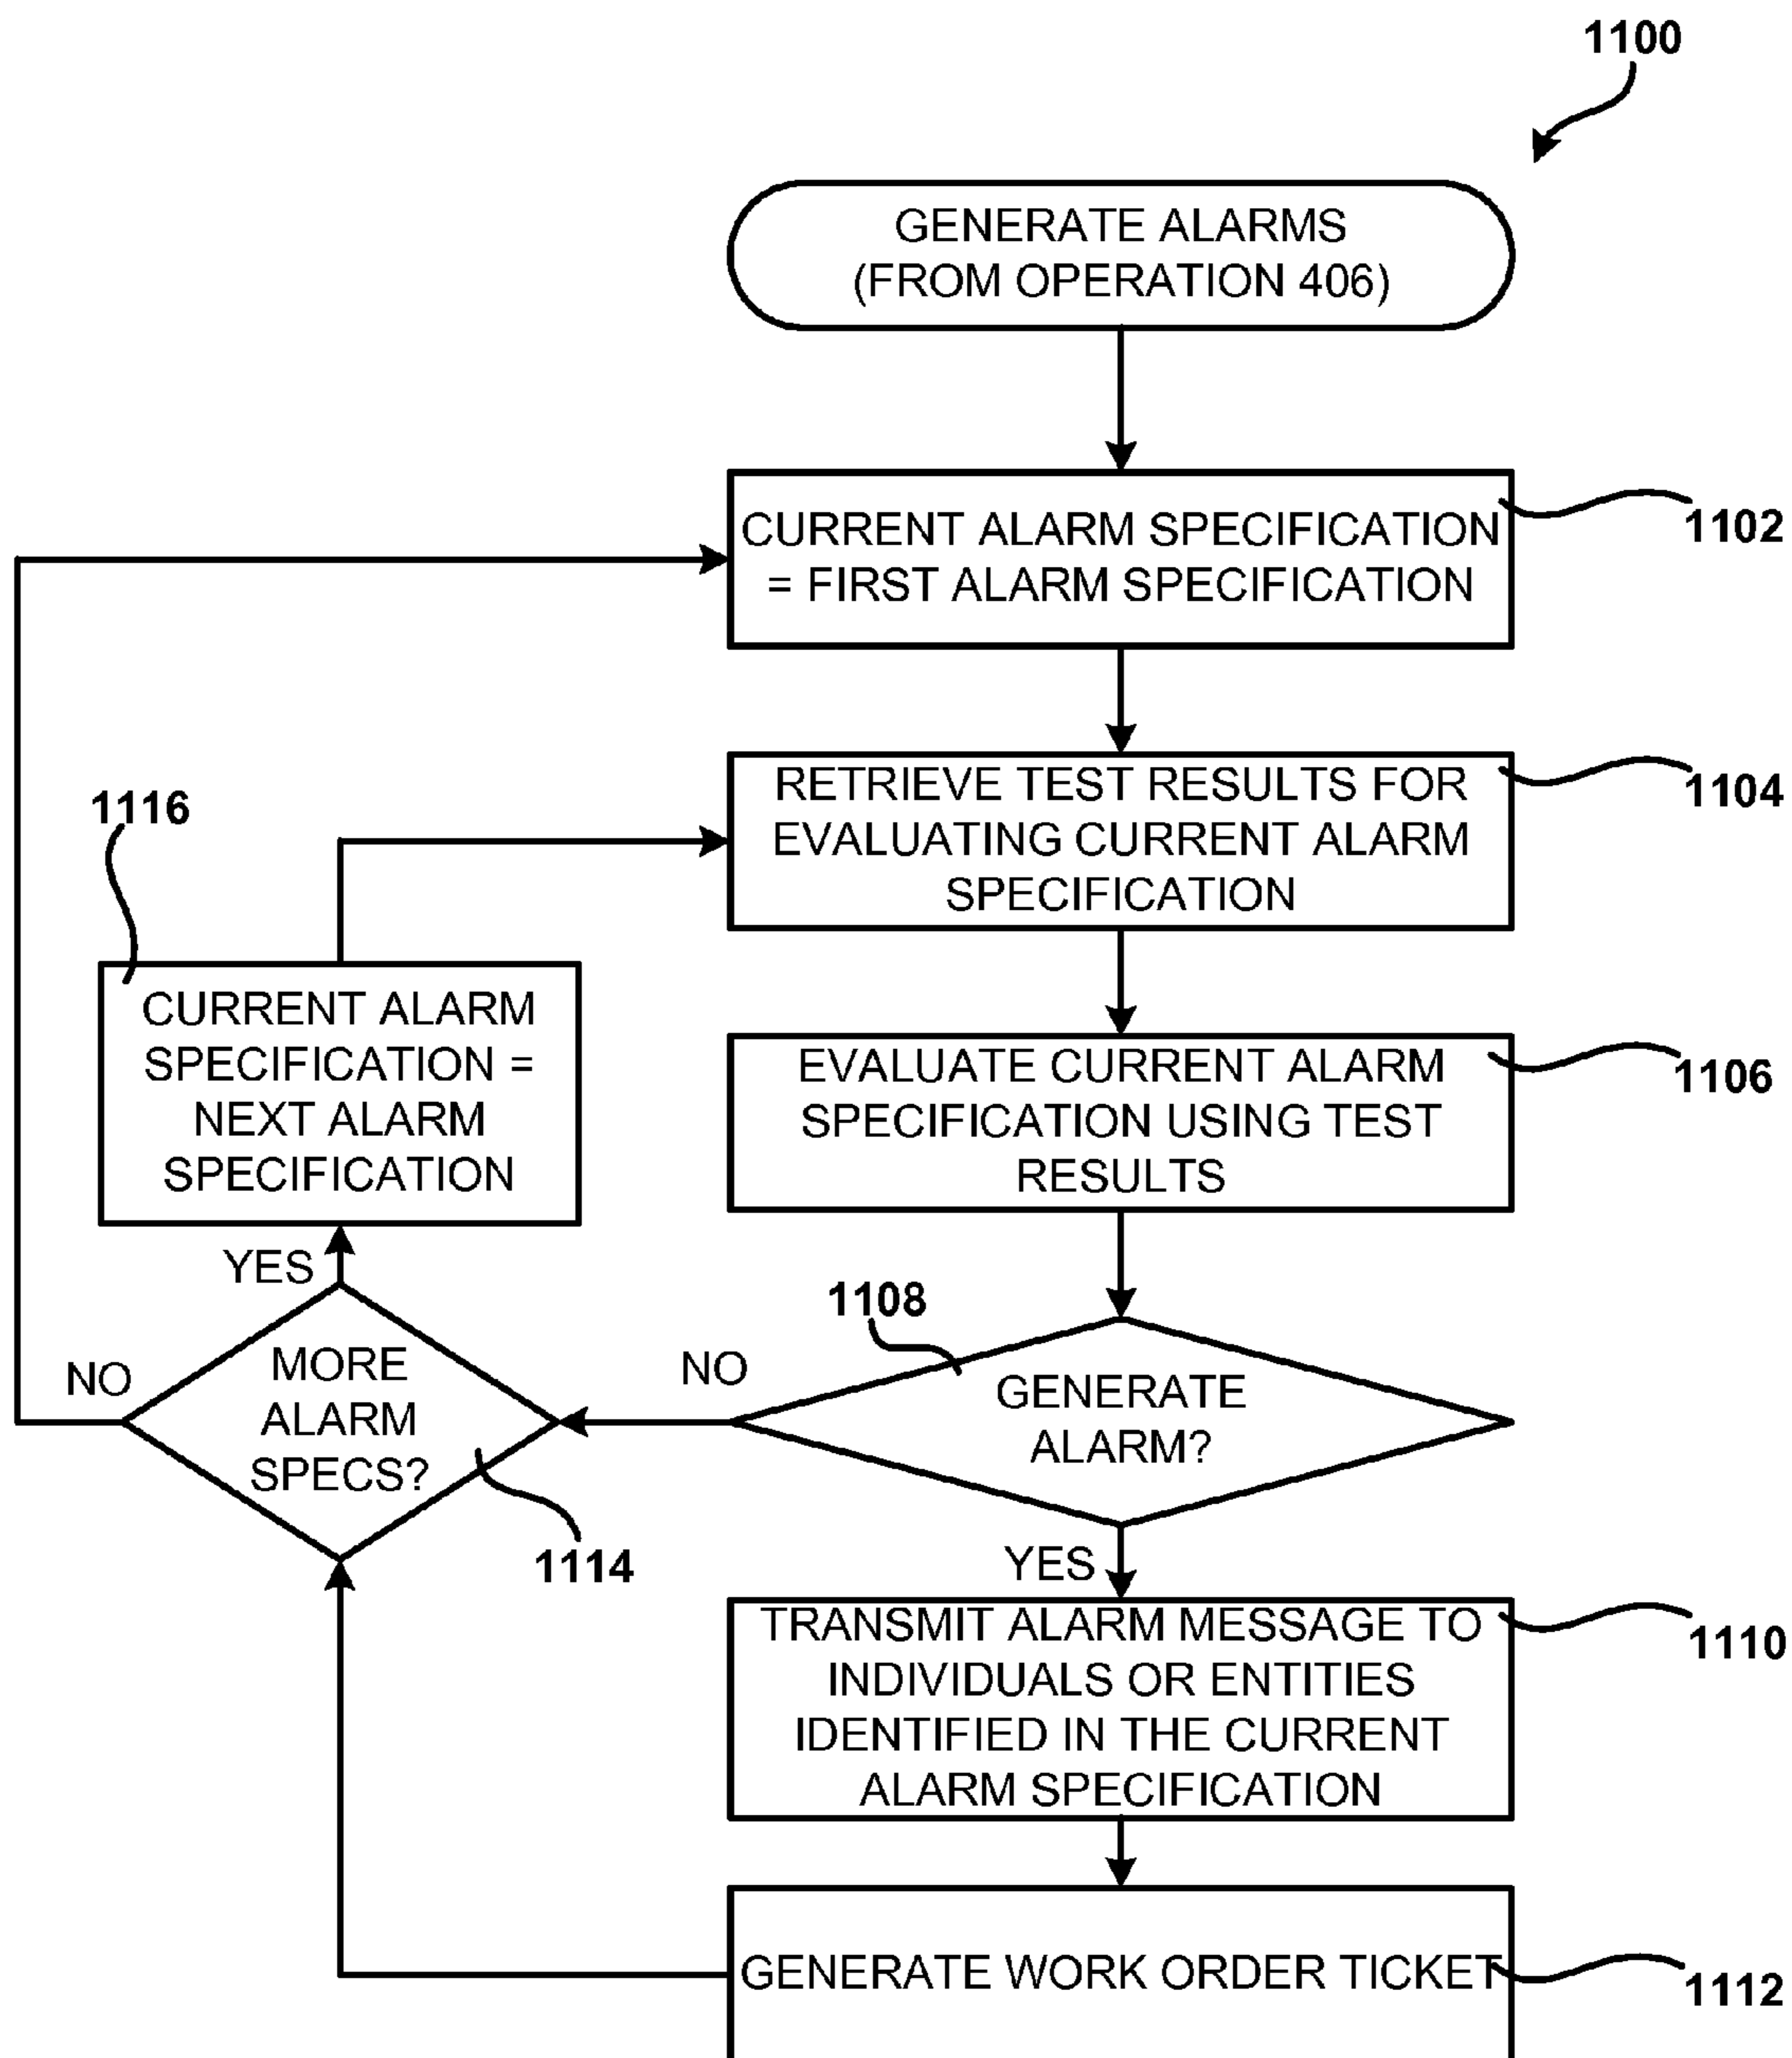 1100
GENERATE ALARMS
(FROM OPERATION 406)
CURRENT ALARM SPECIFICATION
= FIRST ALARM SPECIFICATION
1102
RETRIEVE TEST RESULTS FOR
EVALUATING CURRENT ALARM
SPECIFICATION
1104
1116
CURRENT ALARM
SPECIFICATION =
NEXT ALARM
SPECIFICATION
EVALUATE CURRENT ALARM
SPECIFICATION USING TEST
RESULTS
1106
YES
1108
NO
MORE
ALARM
SPECS?
NO
GENERATE
ALARM?
1114
YES
TRANSMIT ALARM MESSAGE TO
INDIVIDUALS OR ENTITIES
IDENTIFIED IN THE CURRENT
ALARM SPECIFICATION
1110
GENERATE WORK ORDER TICKET
1112